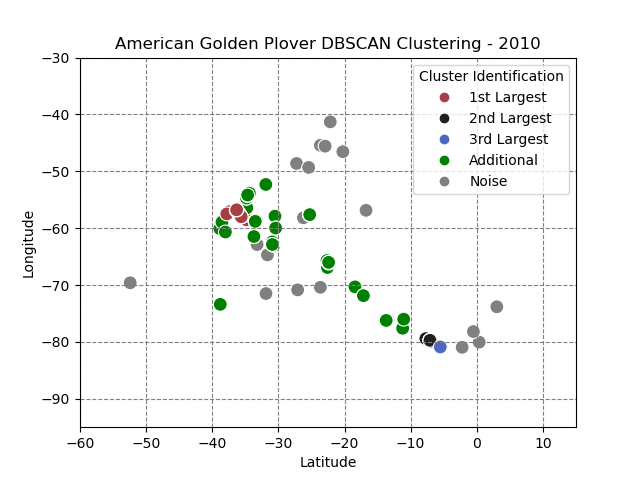 American Golden Plover DBSCAN Clustering - 2010
Cluster Identification
1st Largest
2nd Largest
3rd Largest
Additional
Noise
−30
−40
−50
−60
−70
−80
−90
Longitude
−60 −50 −40 −30 −20 −10 0 10
Latitude